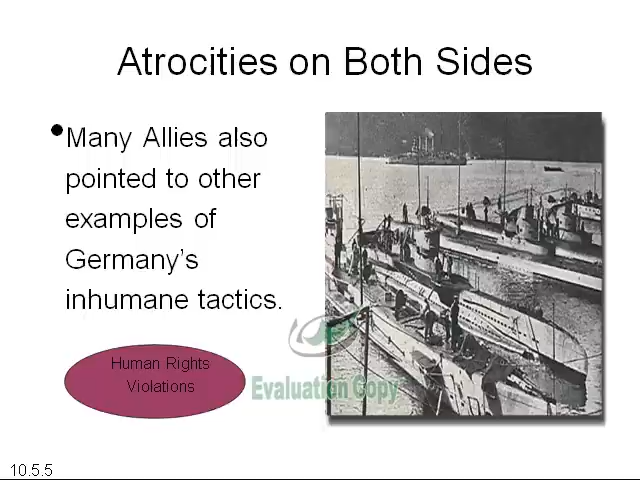 Atrocities on Both Sides
•Many Allies also
pointed to other
examples of
Germany's
inhumane tactics.
Human Rights
Violations
Evaluation Copy
10.5.5